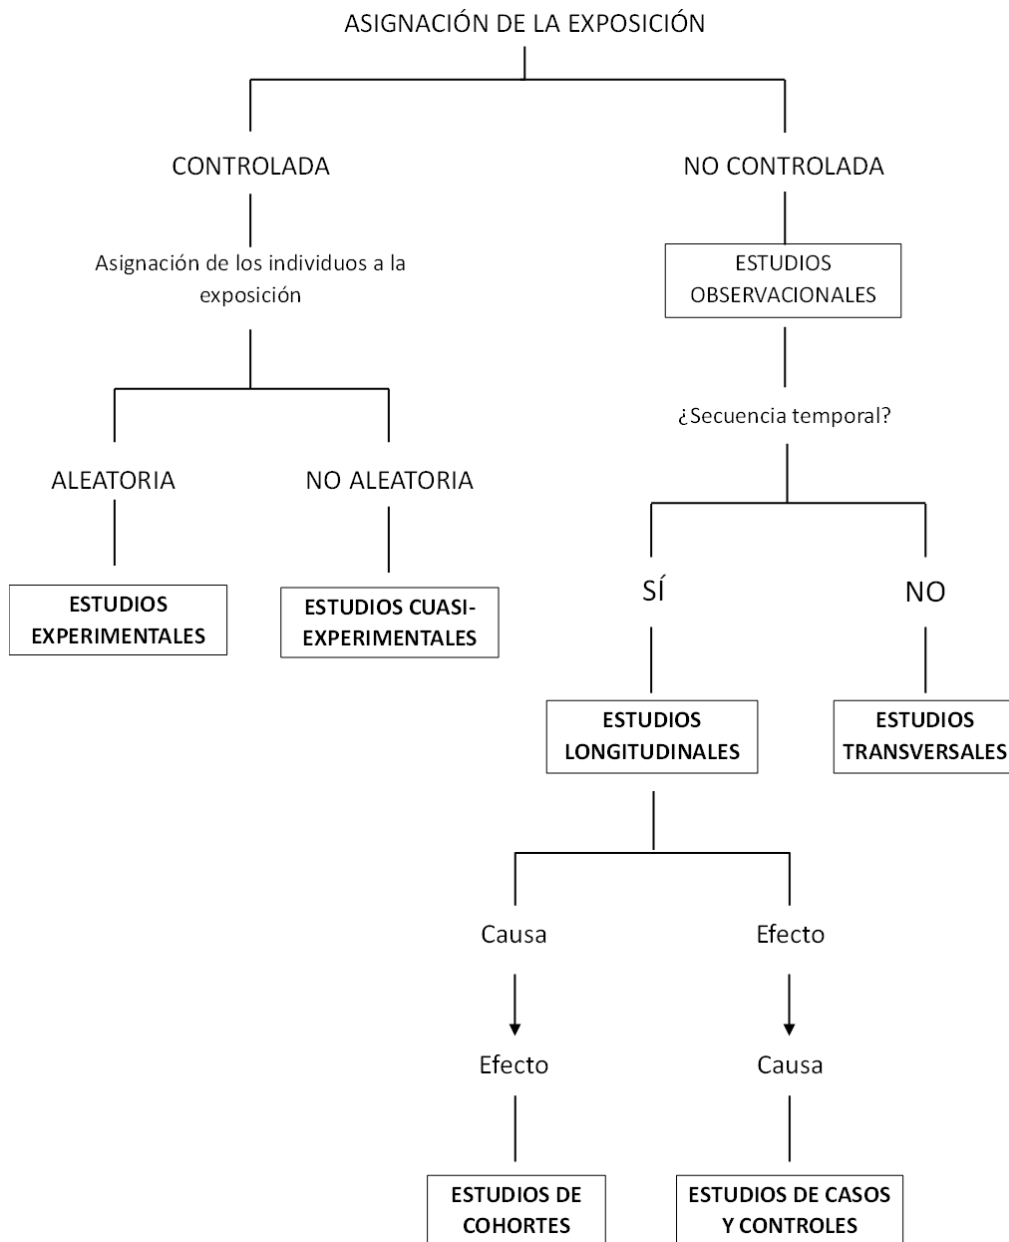 ASIGNACIÓN DE LA EXPOSICIÓN
CONTROLADA
NO CONTROLADA
Asignación de los individuos a la
exposición
ESTUDIOS
OBSERVACIONALES
¿Secuencia temporal?
ALEATORIA
NO ALEATORIA
ESTUDIOS
EXPERIMENTALES
ESTUDIOS CUASI-
EXPERIMENTALES
SÍ
NO
ESTUDIOS
LONGITUDINALES
ESTUDIOS
TRANSVERSALES
Causa
Efecto
Efecto
Causa
ESTUDIOS DE
COHORTES
ESTUDIOS DE CASOS
Y CONTROLES